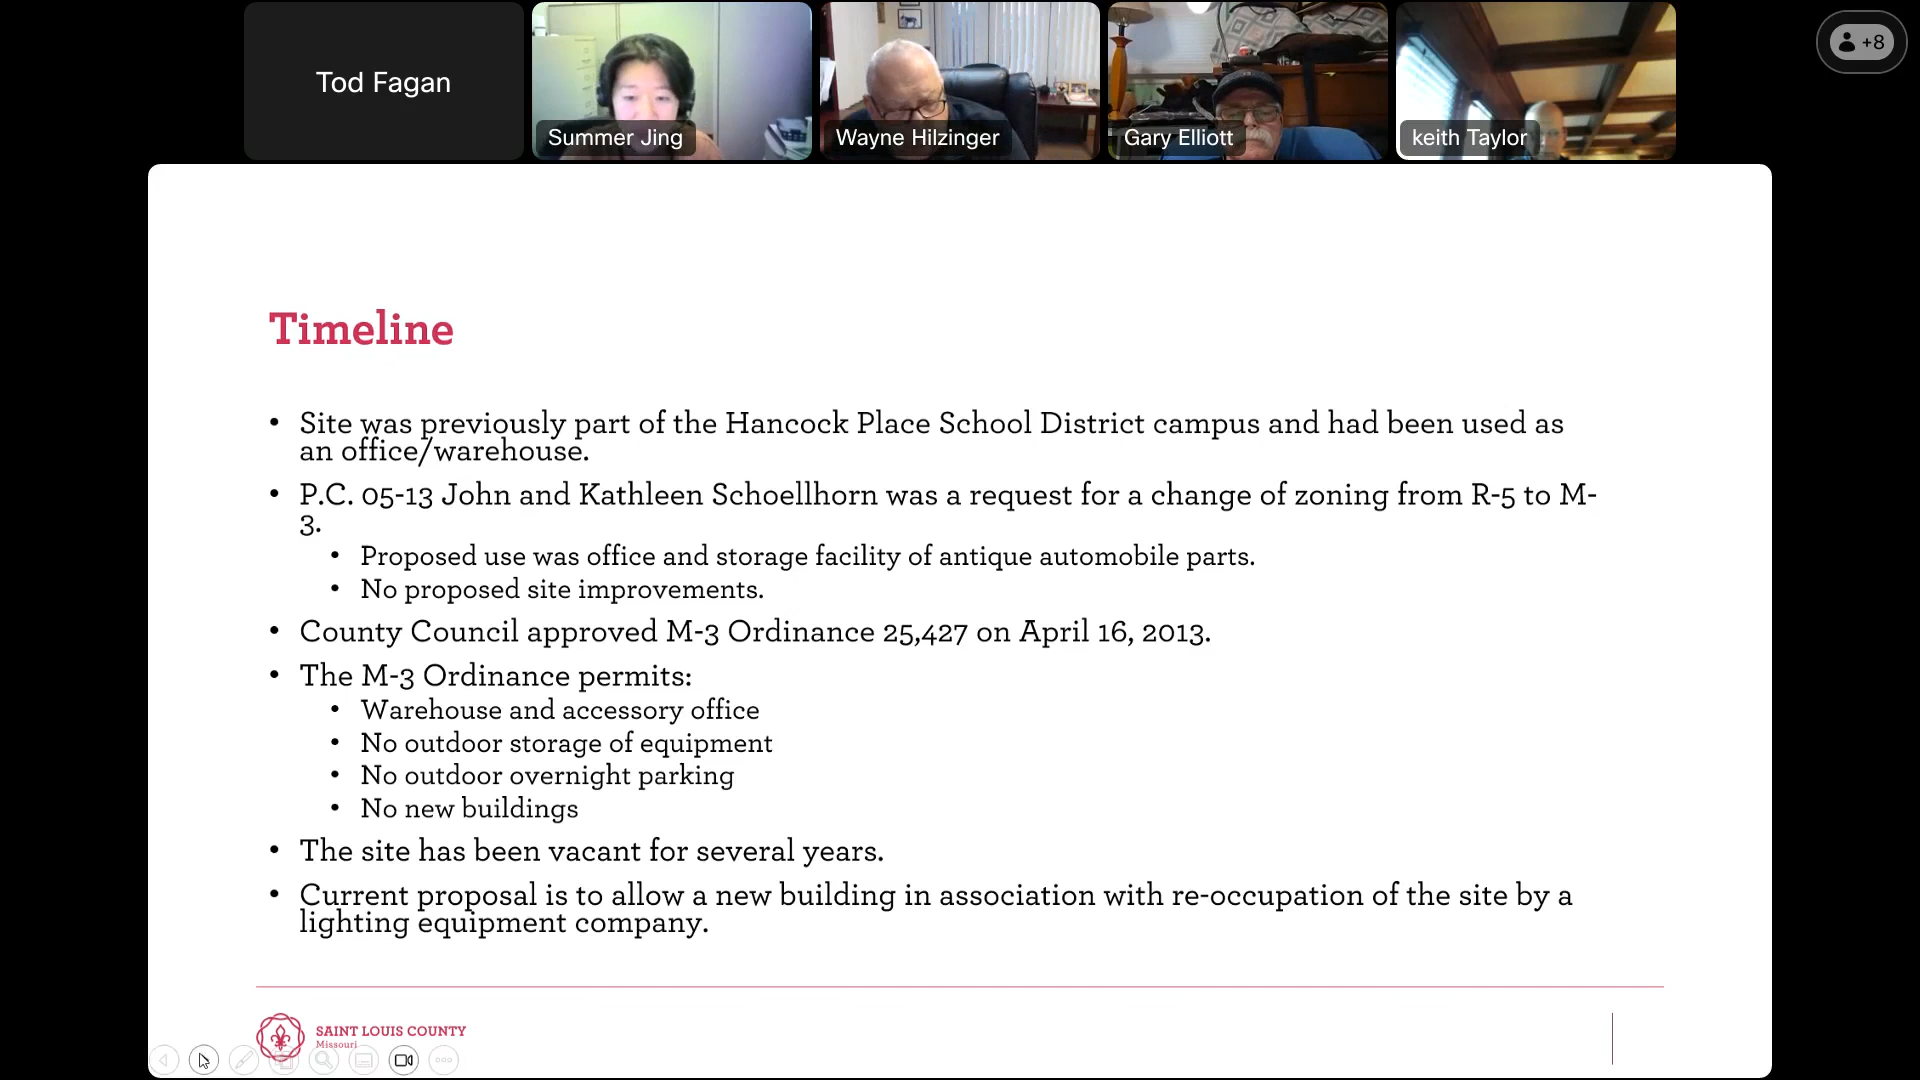 Tod Fagan
Summer Jing
Wayne Hilzinger
Gary Elliott
keith Taylor
+8
Timeline
• Site was previously part of the Hancock Place School District campus and had been used as
an office/warehouse.
• P.C. 05-13 John and Kathleen Schoellhorn was a request for a change of zoning from R-5 to M-
3.
• Proposed use was office and storage facility of antique automobile parts.
• No proposed site improvements.
• County Council approved M-3 Ordinance 25,427 on April 16, 2013.
• The M-3 Ordinance permits:
• Warehouse and accessory office
• No outdoor storage of equipment
• No outdoor overnight parking
• No new buildings
• The site has been vacant for several years.
• Current proposal is to allow a new building in association with re-occupation of the site by a
lighting equipment company.
SAINT LOUIS COUNTY
Missouri